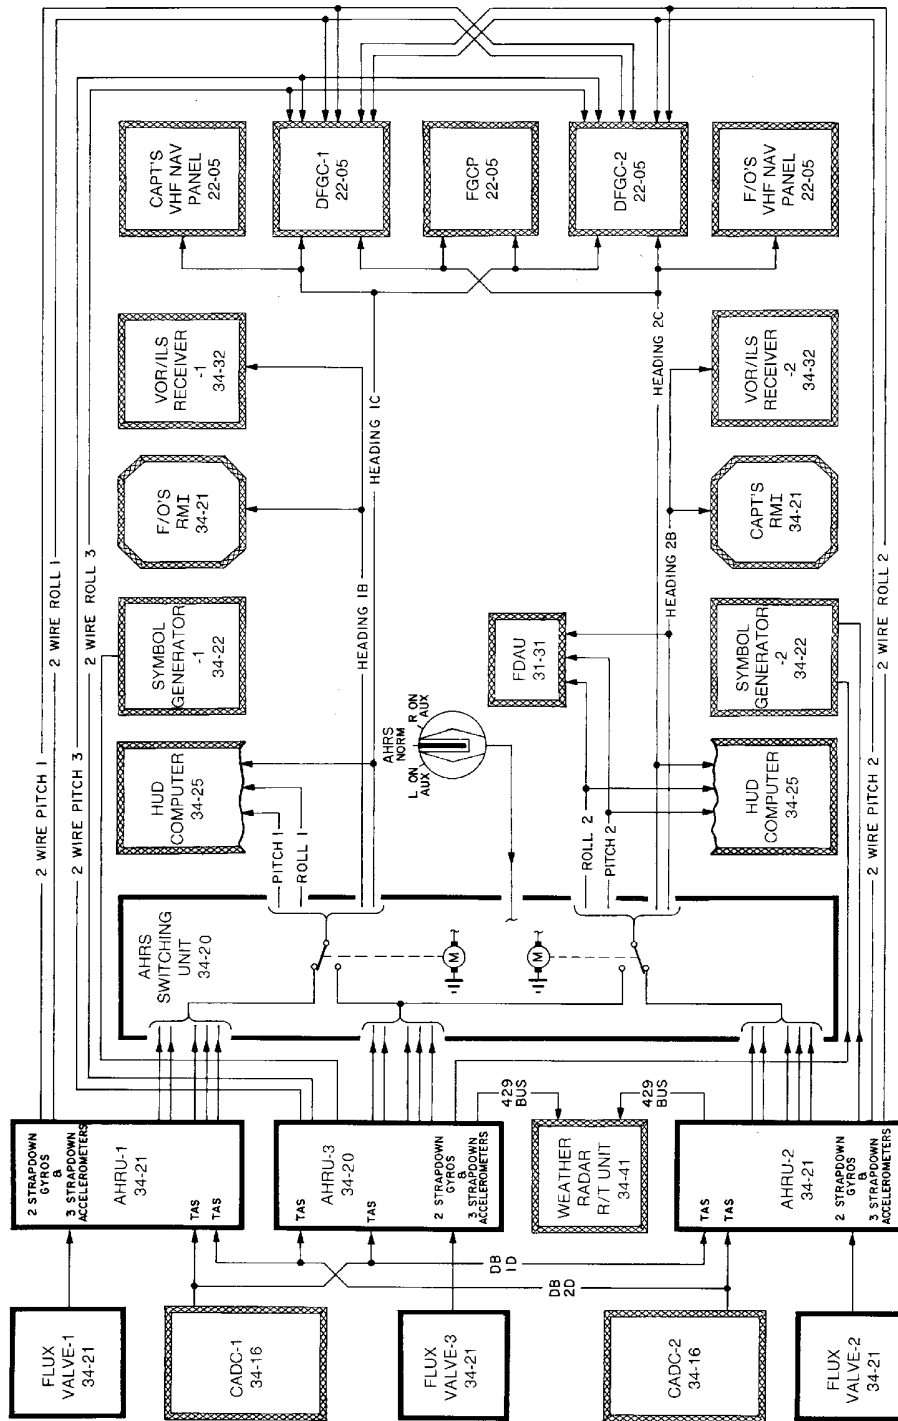 FLUX
VALVE-1
34-21
CADC-1
34-16
FLUX
VALVE-3
34-21
CADC-2
34-16
FLUX
VALVE-2
34-21
DB
1D
DB
2D
2 STRAPDOWN
GYROS
&
3 STRAPDOWN
ACCELEROMETERS
AHRU-1
34-21
TAS
TAS
TAS
AHRU-3
34-20
TAS
2 STRAPDOWN
GYROS
&
3 STRAPDOWN
ACCELEROMETERS
429
BUS
WEATHER
RADAR
R/T UNIT
34-41
429
BUS
TAS
TAS
AHRU-2
34-21
2 STRAPDOWN
GYROS
&
3 STRAPDOWN
ACCELEROMETERS
AHRS
SWITCHING
UNIT
34-20
M
M
2 WIRE PITCH 1
2 WIRE ROLL 1
2 WIRE PITCH 3
2 WIRE ROLL 3
HUD
COMPUTER
34-25
SYMBOL
GENERATOR
-1
34-22
F/O'S
RMI
34-21
VOR/ILS
RECEIVER
-1
34-32
PITCH 1
ROLL 1
HEADING 1B
HEADING 1C
AHRS
NORM
L ON
AUX
R ON
AUX
FDAU
31-31
ROLL 2
PITCH 2
HEADING 2C
HEADING 2B
HUD
COMPUTER
34-25
SYMBOL
GENERATOR
-2
34-22
CAPT'S
RMI
34-21
VOR/ILS
RECEIVER
-2
34-32
2 WIRE PITCH 2
2 WIRE ROLL 2
CAPT'S
VHF NAV
PANEL
22-05
DFGC-1
22-05
FGCP
22-05
DFGC-2
22-05
F/O'S
VHF NAV
PANEL
22-05